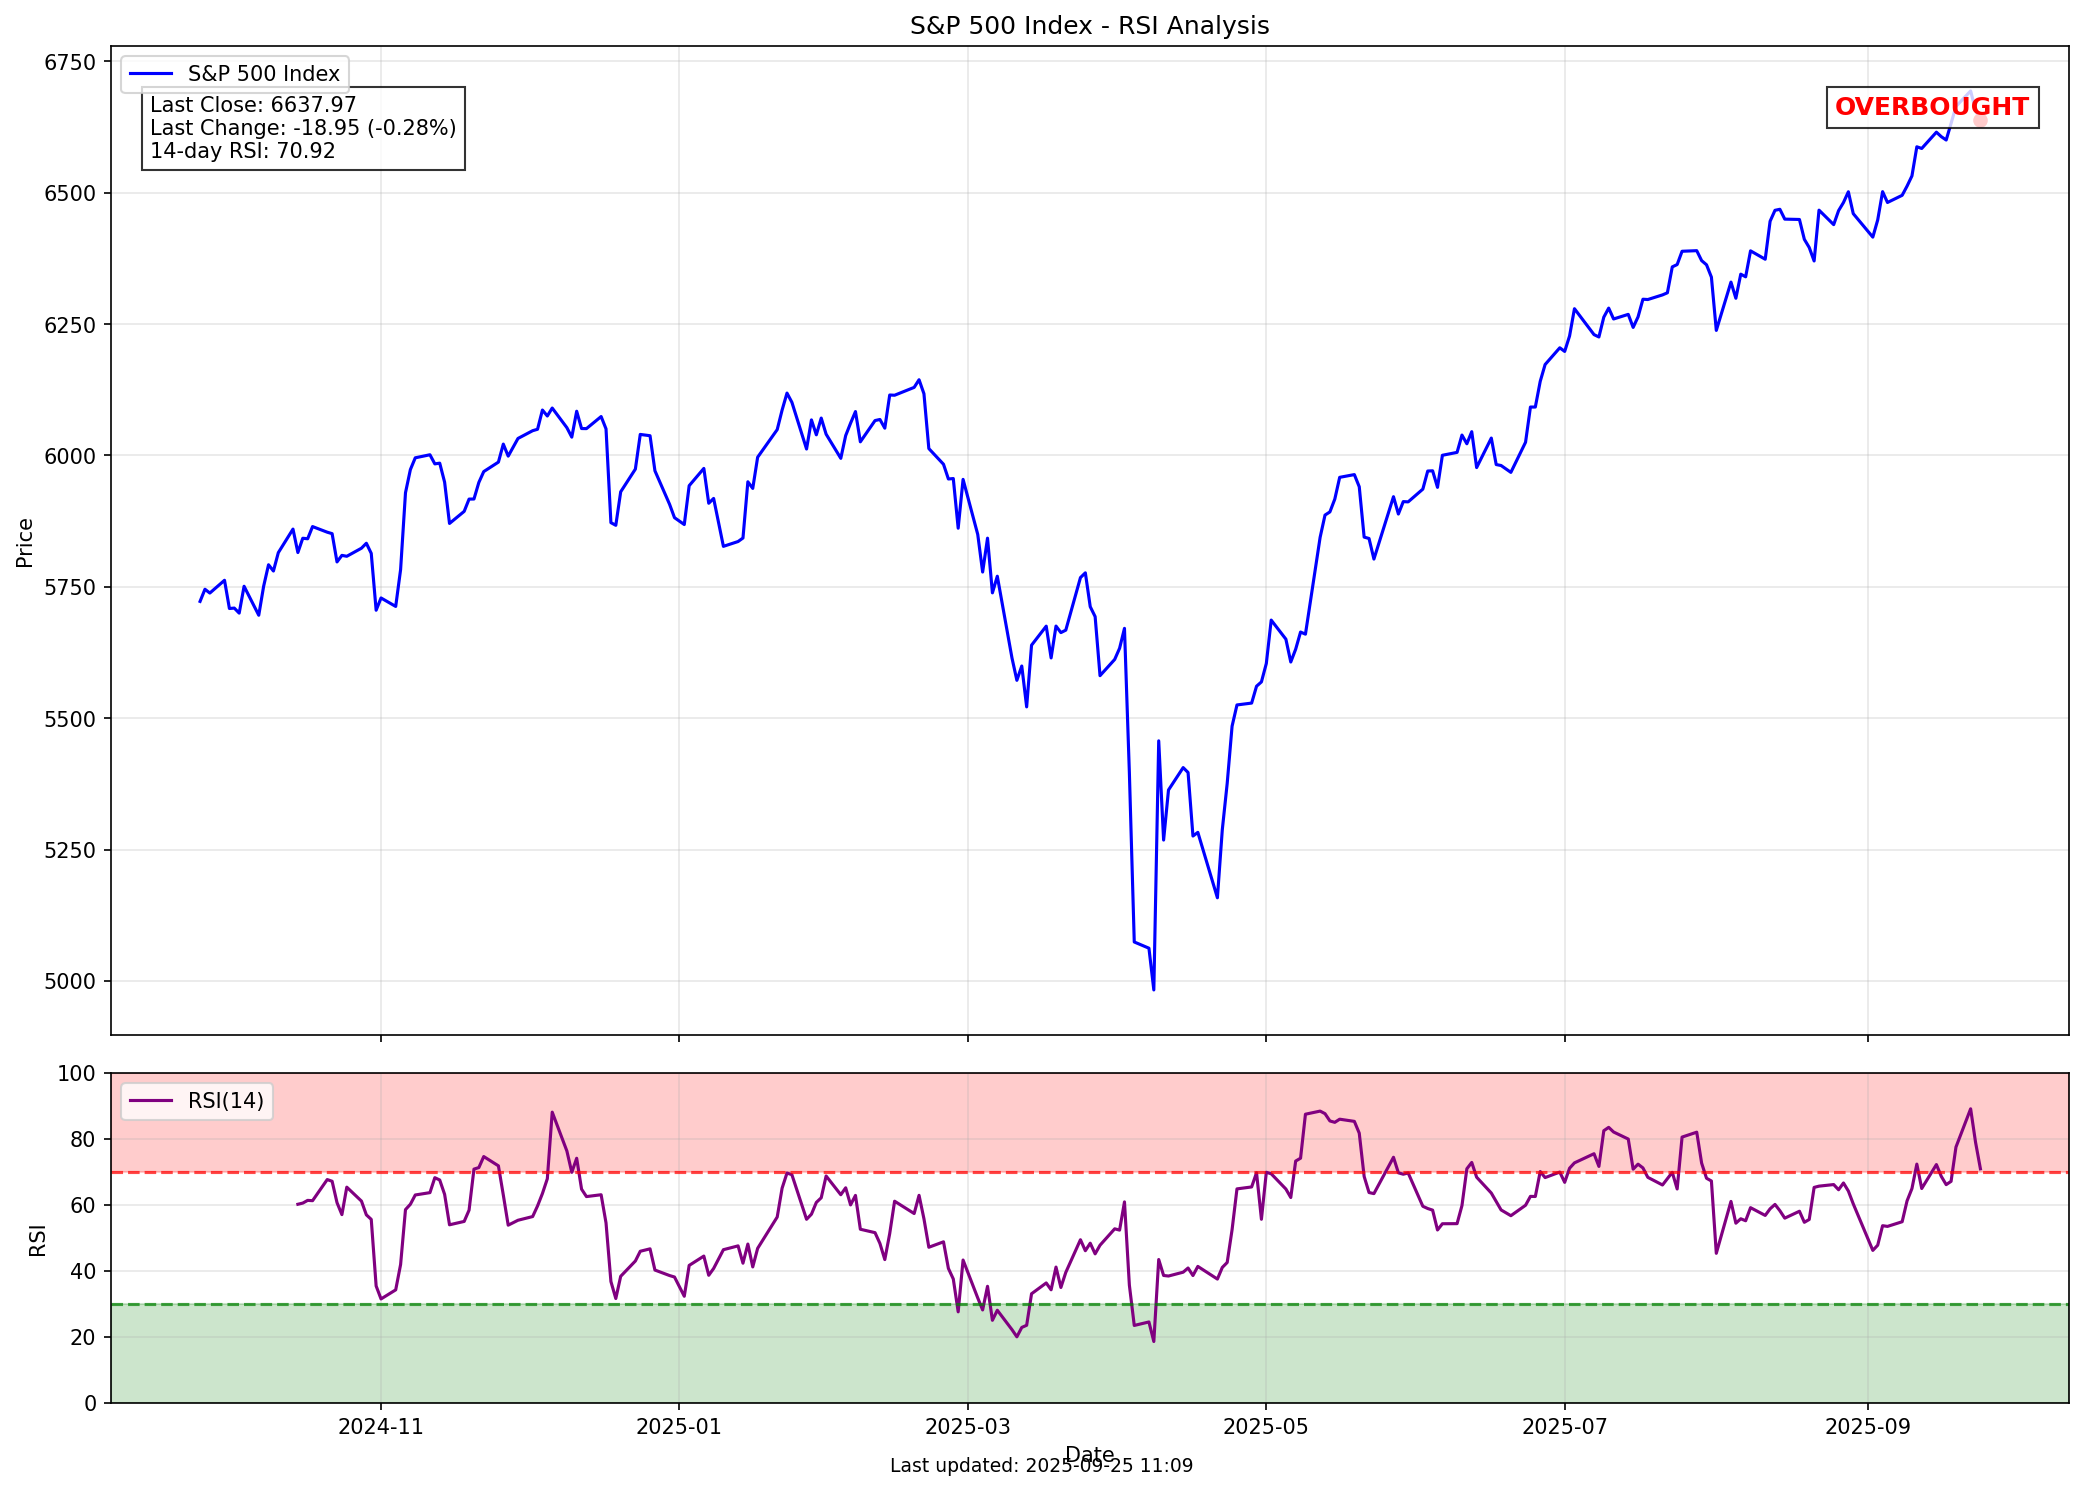 S&P 500 Index - RSI Analysis
S&P 500 Index
Last Close: 6637.97
Last Change: -18.95 (-0.28%)
14-day RSI: 70.92
OVERBOUGHT
Price
6750
6500
6250
6000
5750
5500
5250
5000
RSI(14)
RSI
100
80
60
40
20
0
2024-11
2025-01
2025-03
2025-05
2025-07
2025-09
Date
Last updated: 2025-09-25 11:09